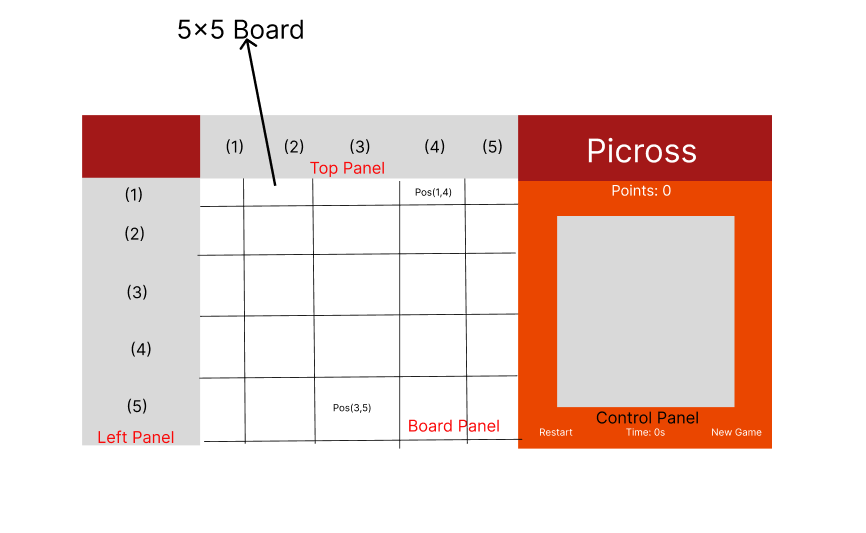 5×5 Board
(1) (2) (3) (4) (5)
Top Panel
Picross
Points: 0
(1)
Pos(1,4)
(2)
(3)
(4)
(5)
Pos(3,5)
Left Panel
Board Panel
Control Panel
Restart Time: 0s New Game